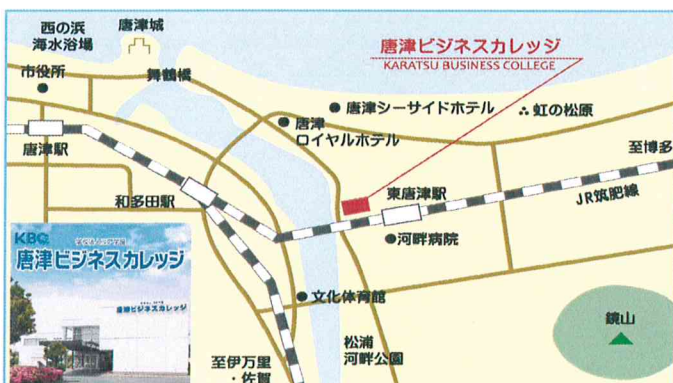 西の浜
海水浴場
唐津城
市役所
舞鶴橋
唐津ビジネスカレッジ
KARATSU BUSINESS COLLEGE
唐津シーサイドホテル
虹の松原
唐津
ロイヤルホテル
至博多
唐津駅
和多田駅
東唐津駅
JR筑肥線
河畔病院
KBC
唐津ビジネスカレッジ
唐津ビジネスカレッジ
文化体育館
鏡山
松浦
河畔公園
至伊万里
・佐賀